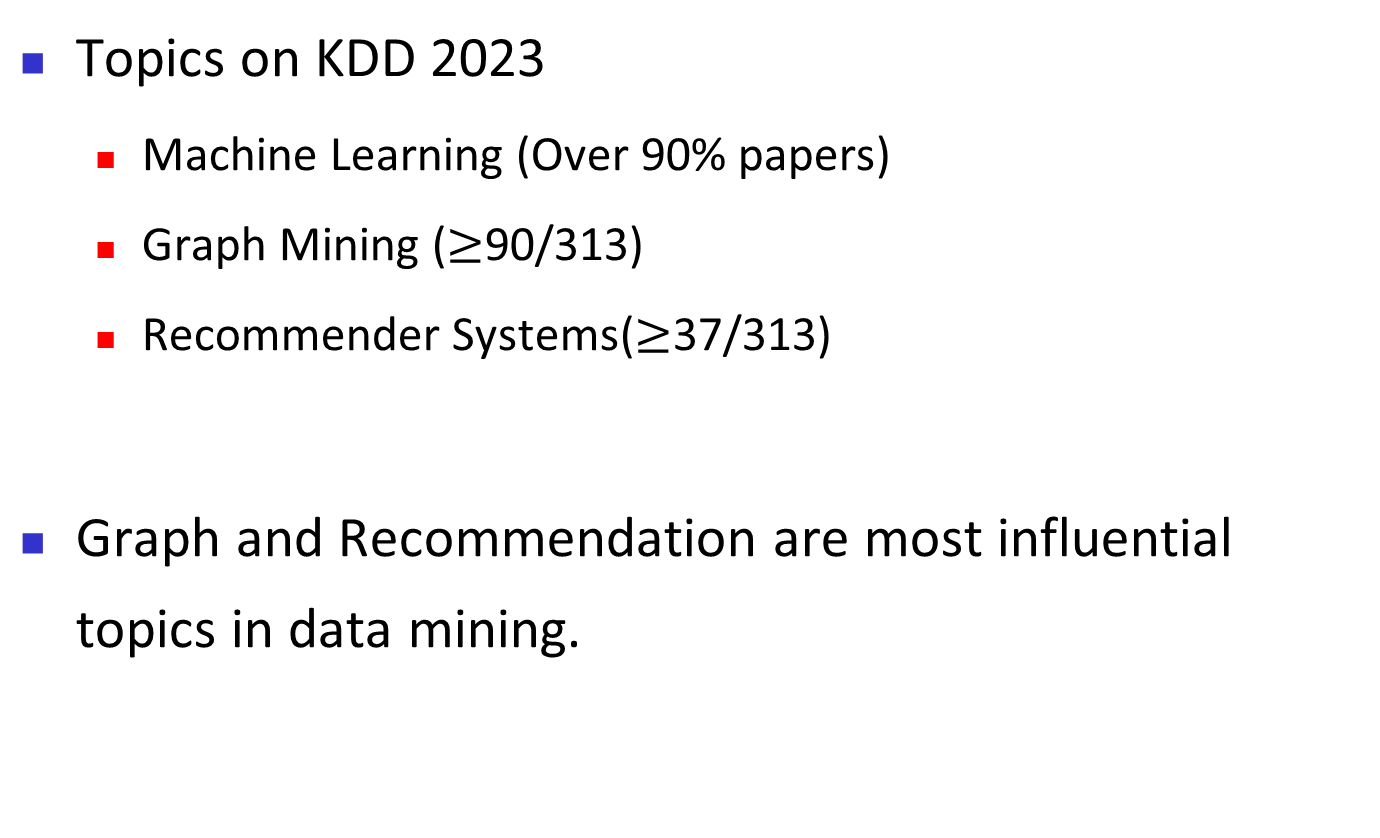 Topics on KDD 2023
Machine Learning (Over 90% papers)
Graph Mining (≥90/313)
Recommender Systems(≥37/313)
Graph and Recommendation are most influential
topics in data mining.